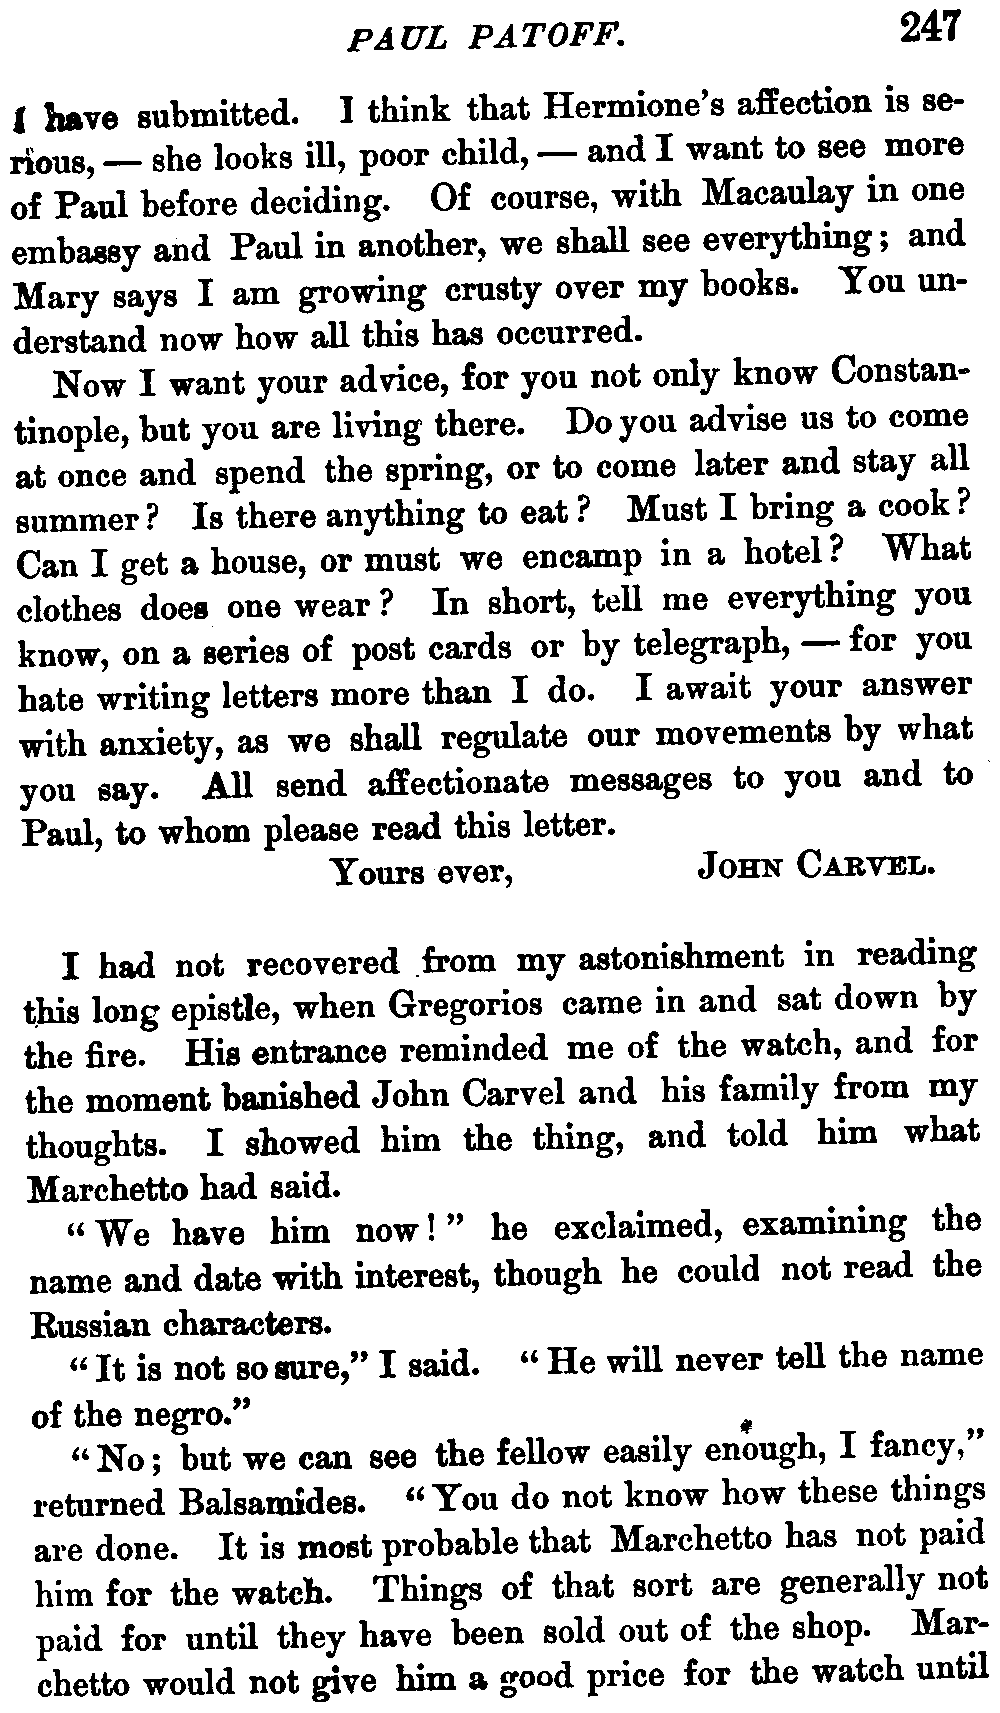 PAUL PATOFF. 247
I have submitted. I think that Hermione's affection is se-
rious, — she looks ill, poor child, — and I want to see more
of Paul before deciding. Of course, with Macaulay in one
embassy and Paul in another, we shall see everything; and
Mary says I am growing crusty over my books. You un-
derstand now how all this has occurred.
Now I want your advice, for you not only know Constan-
tinople, but you are living there. Do you advise us to come
at once and spend the spring, or to come later and stay all
summer? Is there anything to eat? Must I bring a cook?
Can I get a house, or must we encamp in a hotel? What
clothes does one wear? In short, tell me everything you
know, on a series of post cards or by telegraph, — for you
hate writing letters more than I do. I await your answer
with anxiety, as we shall regulate our movements by what
you say. All send affectionate messages to you and to
Paul, to whom please read this letter.
Yours ever, JOHN CARVEL.
I had not recovered from my astonishment in reading
this long epistle, when Gregorios came in and sat down by
the fire. His entrance reminded me of the watch, and for
the moment banished John Carvel and his family from my
thoughts. I showed him the thing, and told him what
Marchetto had said.
"We have him now!" he exclaimed, examining the
name and date with interest, though he could not read the
Russian characters.
"It is not so sure," I said. "He will never tell the name
of the negro."
"No; but we can see the fellow easily enough, I fancy,"
returned Balsamides. "You do not know how these things
are done. It is most probable that Marchetto has not paid
him for the watch. Things of that sort are generally not
paid for until they have been sold out of the shop. Mar-
chetto would not give him a good price for the watch until